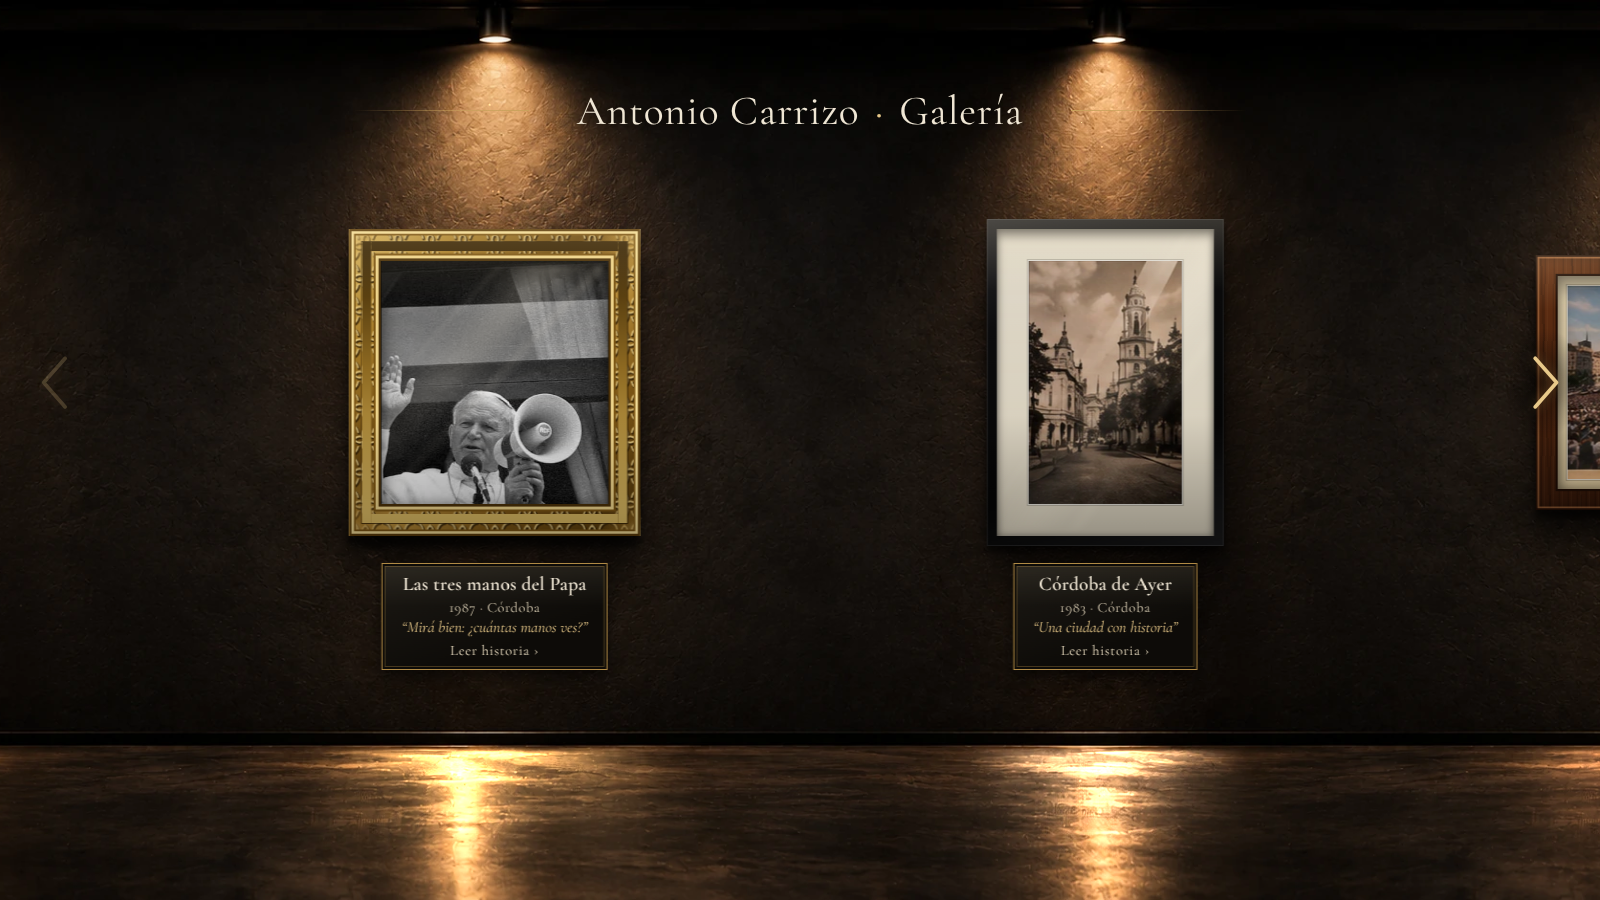 Antonio Carrizo · Galería
Las tres manos del Papa
1987 · Córdoba
“Mirá bien: ¿cuántas manos ves?”
Leer historia ›
Córdoba de Ayer
1983 · Córdoba
“Una ciudad con historia”
Leer historia ›